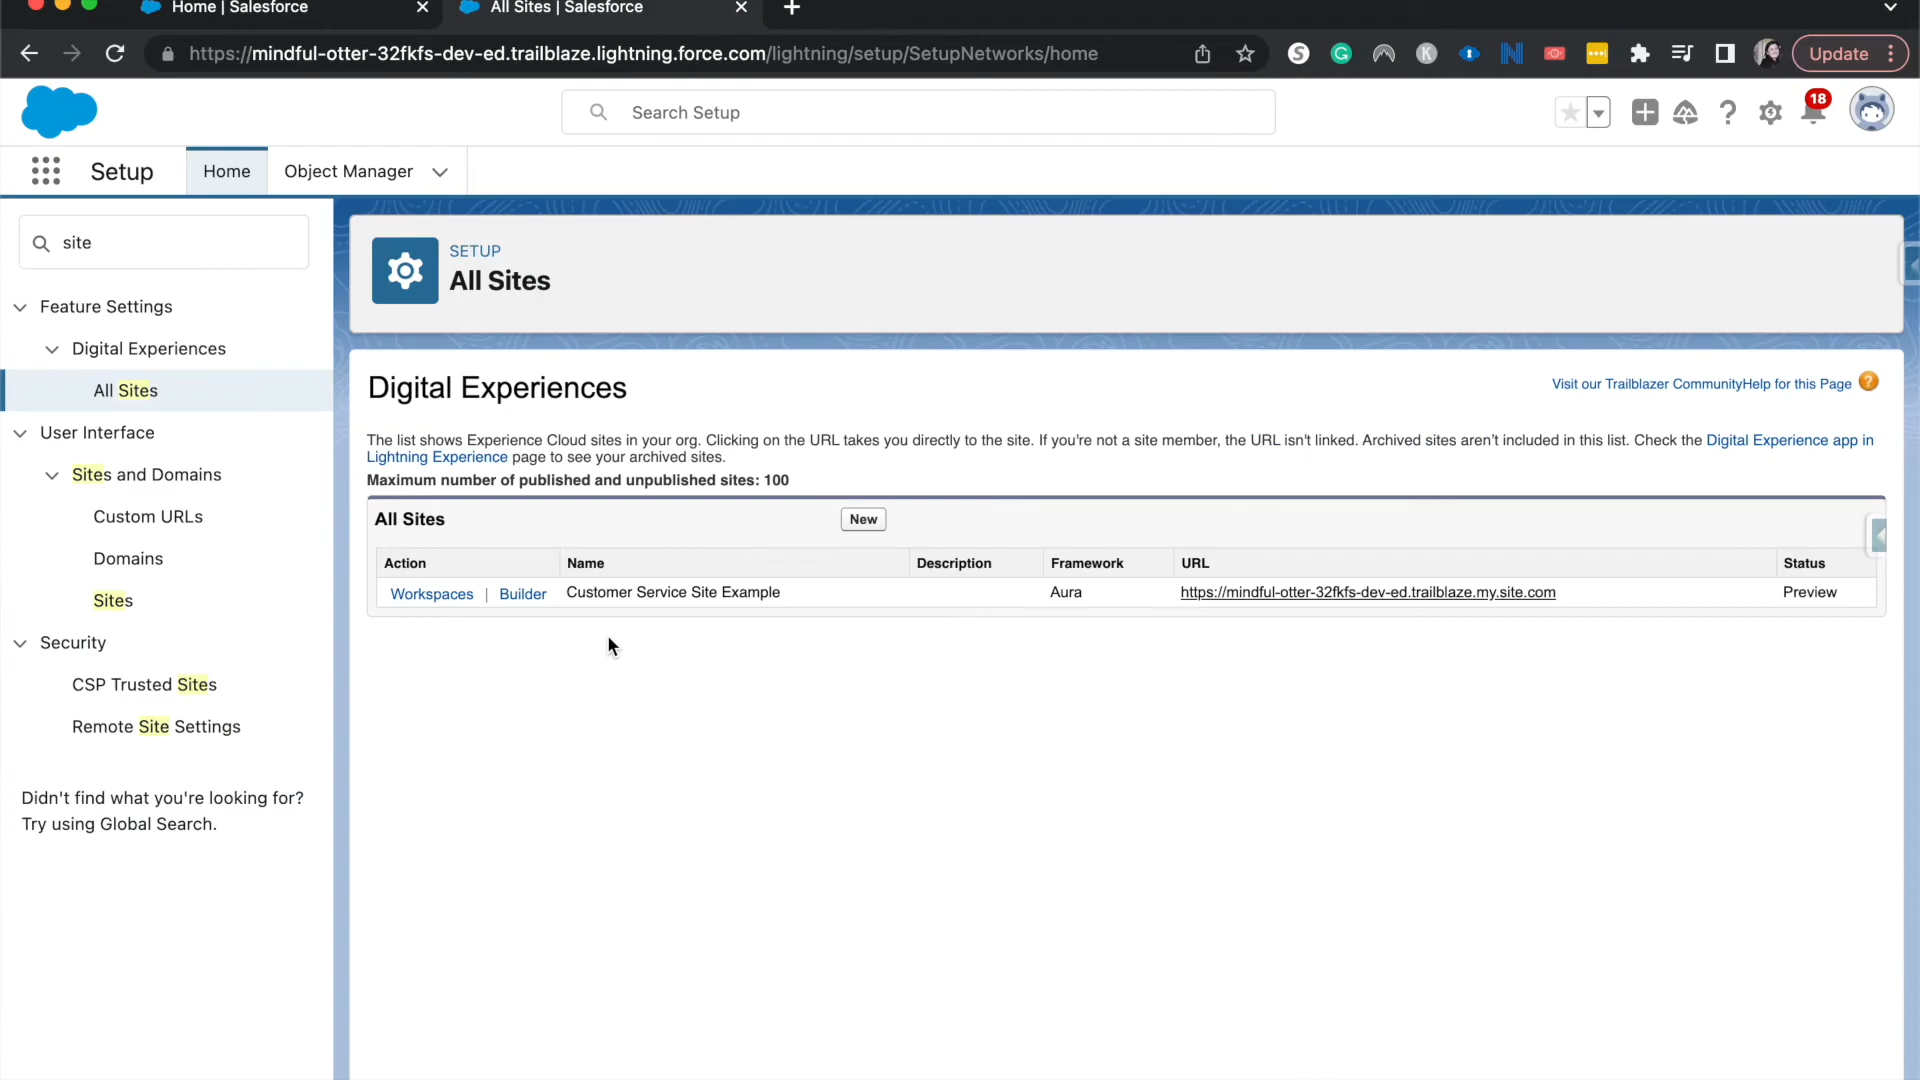 Home | Salesforce
All Sites | Salesforce
https://mindful-otter-32fkfs-dev-ed.trailblaze.lightning.force.com/lightning/setup/SetupNetworks/home
Update
Search Setup
18
Setup
Home
Object Manager
site
Feature Settings
Digital Experiences
All Sites
User Interface
Sites and Domains
Custom URLs
Domains
Sites
Security
CSP Trusted Sites
Remote Site Settings
Didn't find what you're looking for?
Try using Global Search.
SETUP
All Sites
Digital Experiences
Visit our Trailblazer CommunityHelp for this Page
The list shows Experience Cloud sites in your org. Clicking on the URL takes you directly to the site. If you're not a site member, the URL isn't linked. Archived sites aren't included in this list. Check the Digital Experience app in
Lightning Experience page to see your archived sites.
Maximum number of published and unpublished sites: 100
All Sites New
Action Name Description Framework URL Status
Workspaces | Builder Customer Service Site Example Aura https://mindful-otter-32fkfs-dev-ed.trailblaze.my.site.com Preview